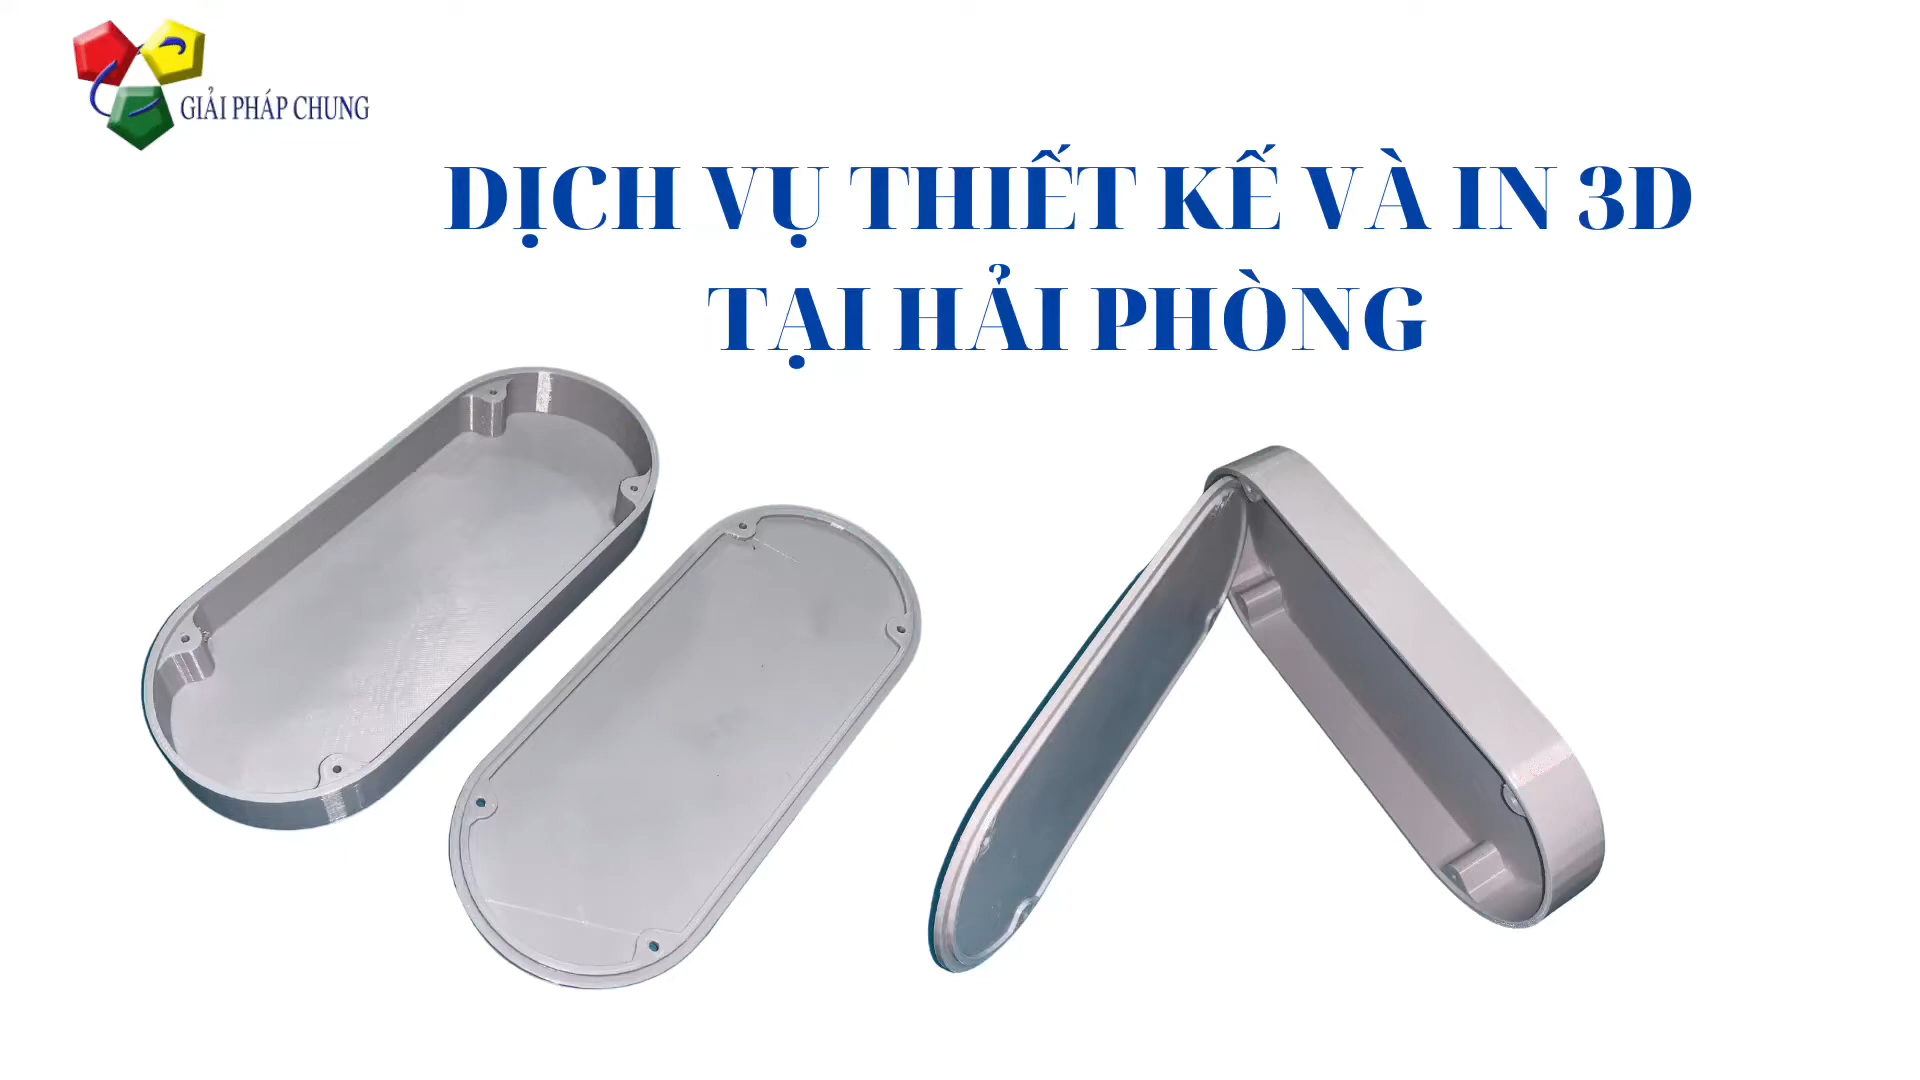 GIẢI PHÁP CHUNG
DỊCH VỤ THIẾT KẾ VÀ IN 3D
TẠI HẢI PHÒNG